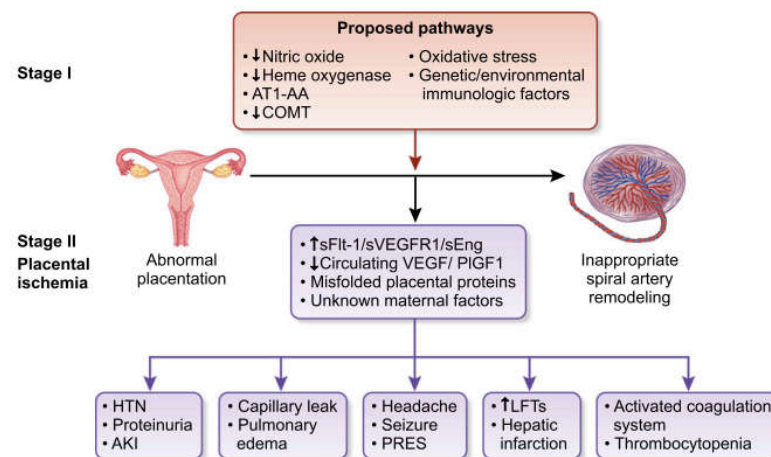 Proposed pathways
Stage I
• ↓Nitric oxide
• ↓Heme oxygenase
• AT1-AA
• ↓COMT
• Oxidative stress
• Genetic/environmental
immunologic factors
Stage II
Placental
ischemia
Abnormal
placentation
• ↑sFlt-1/sVEGFR1/sEng
• ↓Circulating VEGF/ PlGF1
• Misfolded placental proteins
• Unknown maternal factors
Inappropriate
spiral artery
remodeling
• HTN
• Proteinuria
• AKI
• Capillary leak
• Pulmonary
edema
• Headache
• Seizure
• PRES
• ↑LFTs
• Hepatic
infarction
• Activated coagulation
system
• Thrombocytopenia